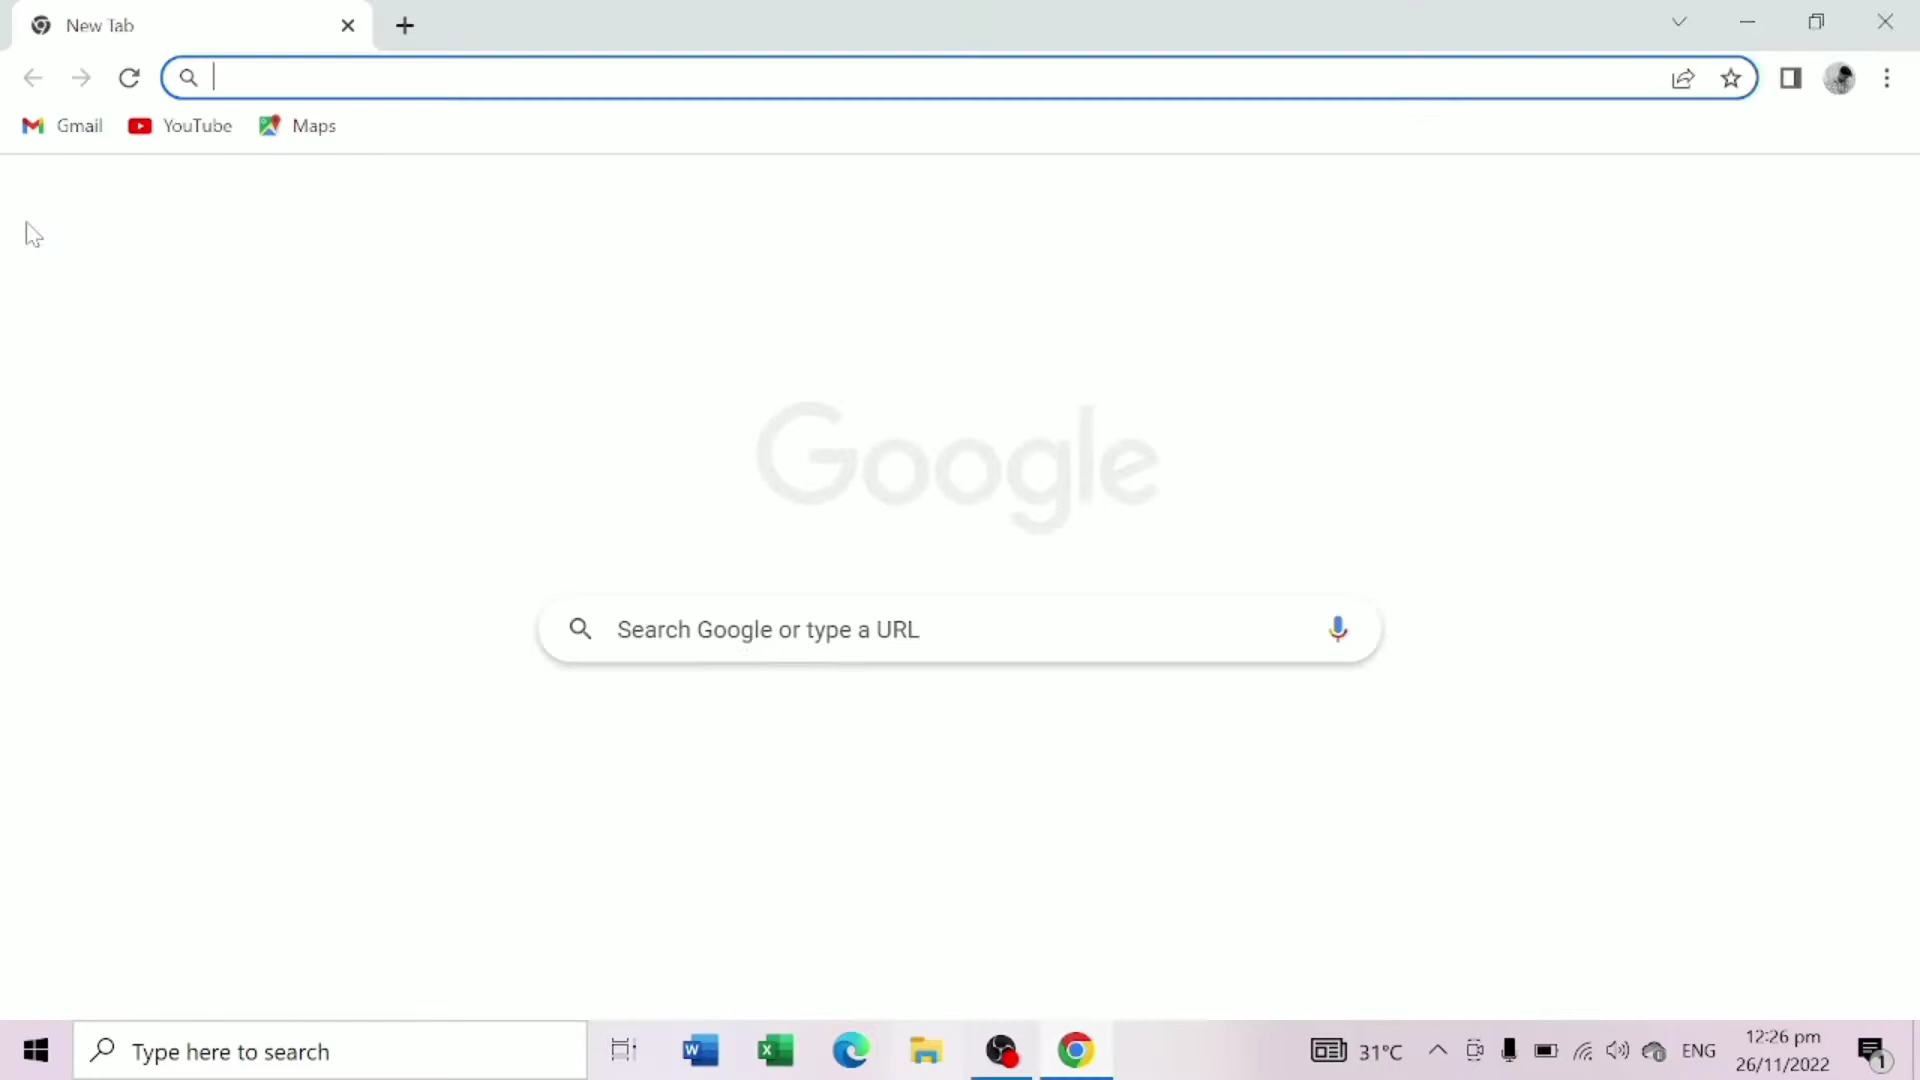 New Tab
Gmail YouTube Maps
Google
Search Google or type a URL
Type here to search
31°C
ENG
12:26 pm
26/11/2022
1